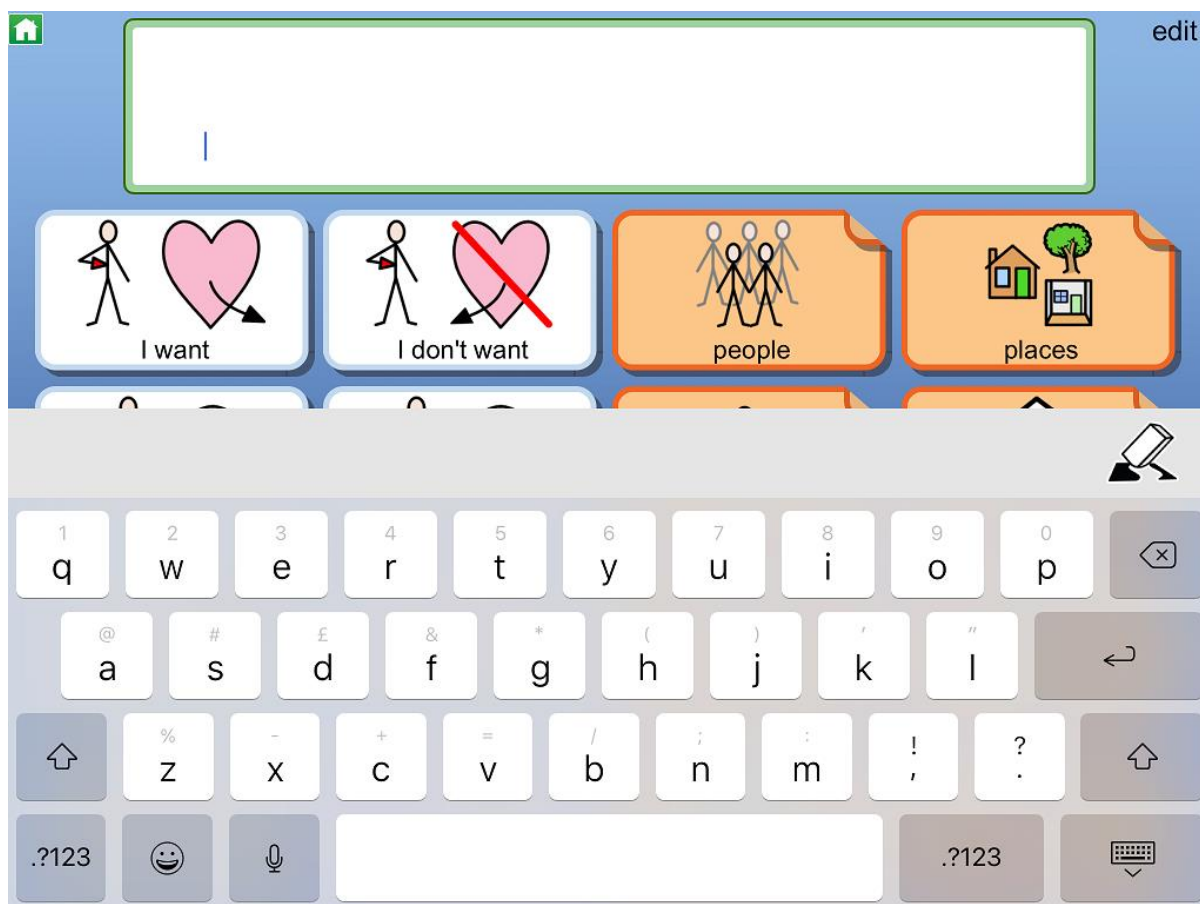 edit
I want I don't want people places
1 2 3 4 5 6 7 8 9 0
q w e r t y u i o p
@ # £ & * ( ) ' "
a s d f g h j k l
% - + = / ; : ! ?
z x c v b n m , .
.?123 .?123